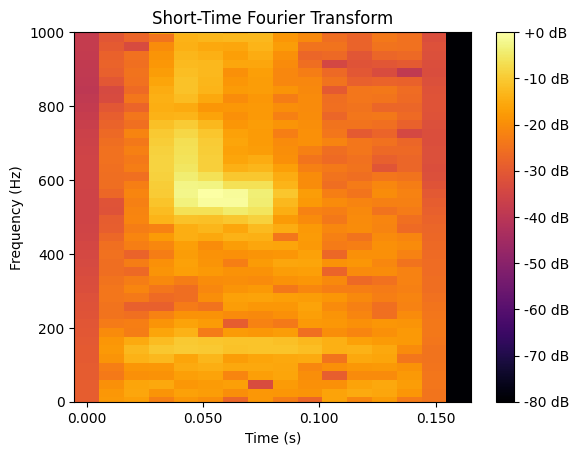 Short-Time Fourier Transform
1000
800
600
400
200
0
Frequency (Hz)
0.000
0.050
0.100
0.150
Time (s)
+0 dB
-10 dB
-20 dB
-30 dB
-40 dB
-50 dB
-60 dB
-70 dB
-80 dB